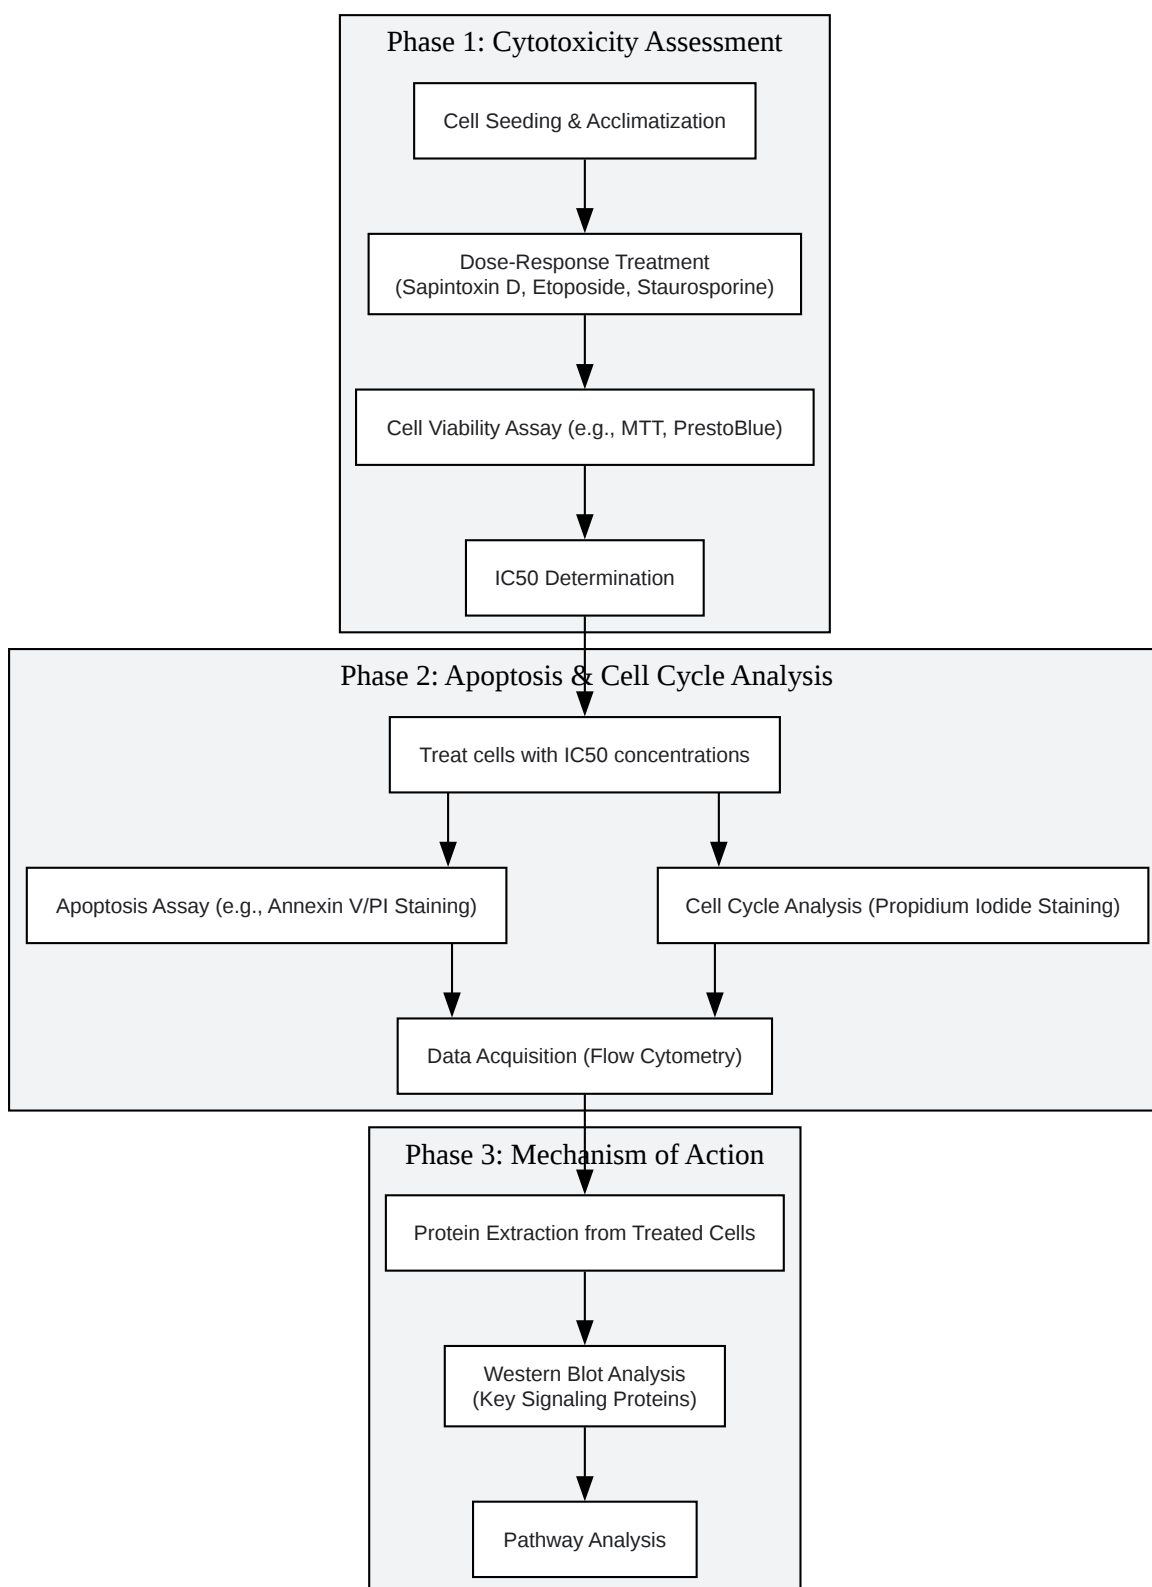 Phase 1: Cytotoxicity Assessment
Cell Seeding & Acclimatization
Dose-Response Treatment
(Sapintoxin D, Etoposide, Staurosporine)
Cell Viability Assay (e.g., MTT, PrestoBlue)
IC50 Determination
Phase 2: Apoptosis & Cell Cycle Analysis
Treat cells with IC50 concentrations
Apoptosis Assay (e.g., Annexin V/PI Staining)
Cell Cycle Analysis (Propidium Iodide Staining)
Data Acquisition (Flow Cytometry)
Phase 3: Mechanism of Action
Protein Extraction from Treated Cells
Western Blot Analysis
(Key Signaling Proteins)
Pathway Analysis